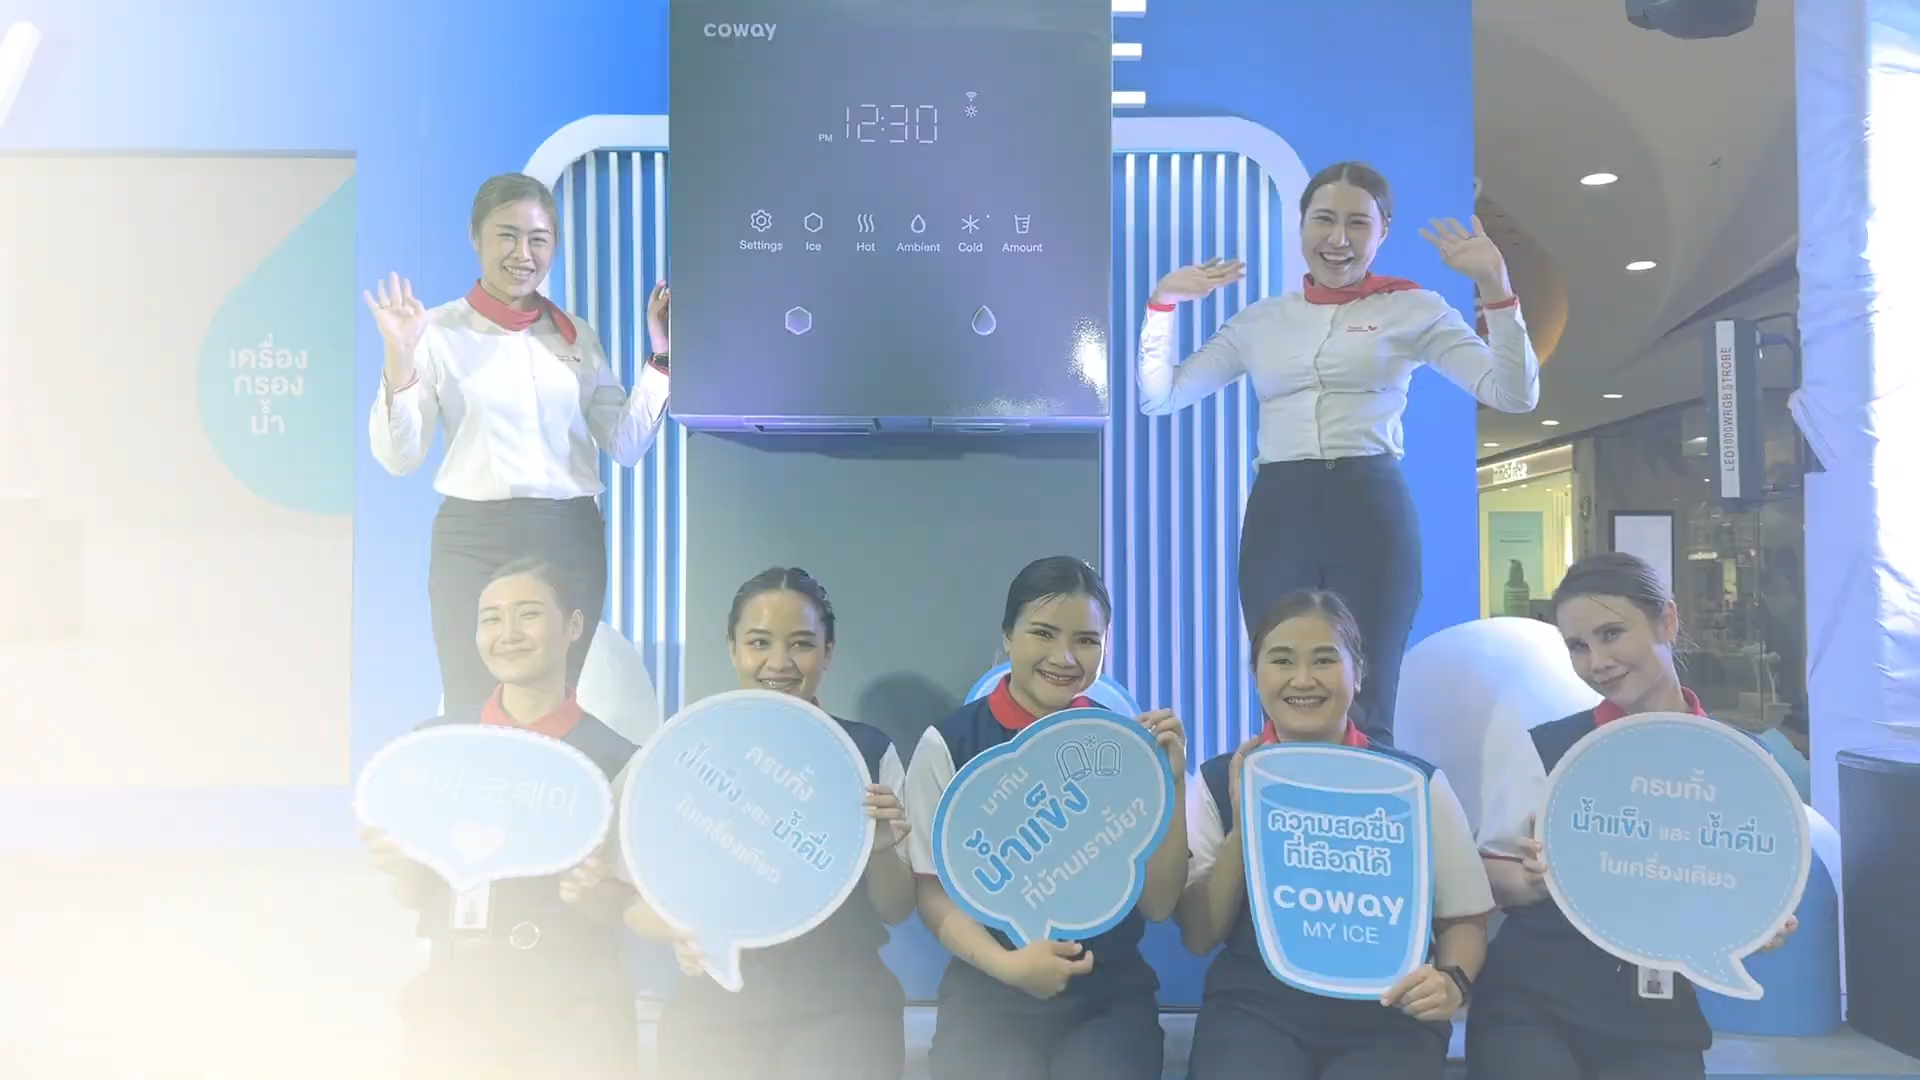 coway
PM 12:30
Settings Ice Hot Ambient Cold Amount
เครื่อง
กรอง
น้ำ
LED1000WRGB STROBE
코웨이
ครบทั้ง
น้ำแข็ง และ น้ำดื่ม
ในเครื่องเดียว
มากิน
น้ำแข็ง
ที่บ้านเรามั้ย?
ความสดชื่น
ที่เลือกได้
coway
MY ICE
ครบทั้ง
น้ำแข็ง และ น้ำดื่ม
ในเครื่องเดียว